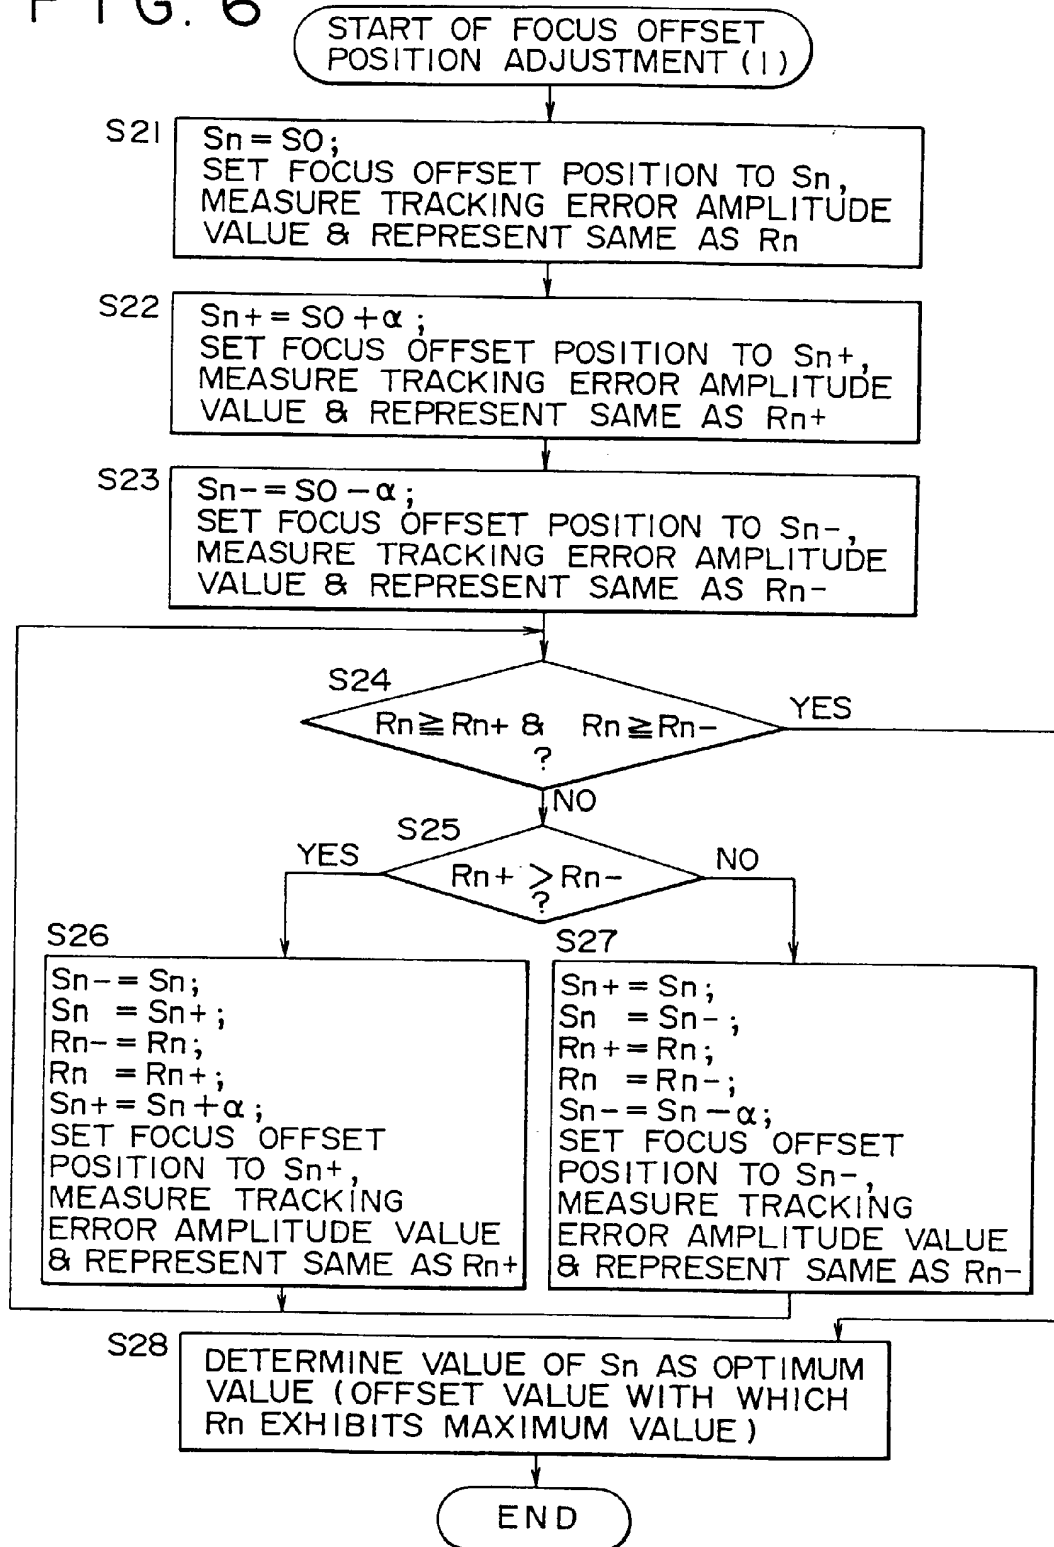 FIG. 6
START OF FOCUS OFFSET
POSITION ADJUSTMENT (1)
S21
Sn = S0;
SET FOCUS OFFSET POSITION TO Sn,
MEASURE TRACKING ERROR AMPLITUDE
VALUE & REPRESENT SAME AS Rn
S22
Sn+ = S0 + α;
SET FOCUS OFFSET POSITION TO Sn+,
MEASURE TRACKING ERROR AMPLITUDE
VALUE & REPRESENT SAME AS Rn+
S23
Sn- = S0 - α;
SET FOCUS OFFSET POSITION TO Sn-,
MEASURE TRACKING ERROR AMPLITUDE
VALUE & REPRESENT SAME AS Rn-
S24
Rn ≧ Rn+ & Rn ≧ Rn-
?
YES
NO
S25
Rn+ > Rn-
?
YES
NO
S26
Sn- = Sn;
Sn = Sn+;
Rn- = Rn;
Rn = Rn+;
Sn+ = Sn + α;
SET FOCUS OFFSET
POSITION TO Sn+,
MEASURE TRACKING
ERROR AMPLITUDE VALUE
& REPRESENT SAME AS Rn+
S27
Sn+ = Sn;
Sn = Sn-;
Rn+ = Rn;
Rn = Rn-;
Sn- = Sn - α;
SET FOCUS OFFSET
POSITION TO Sn-,
MEASURE TRACKING
ERROR AMPLITUDE VALUE
& REPRESENT SAME AS Rn-
S28
DETERMINE VALUE OF Sn AS OPTIMUM
VALUE (OFFSET VALUE WITH WHICH
Rn EXHIBITS MAXIMUM VALUE)
END